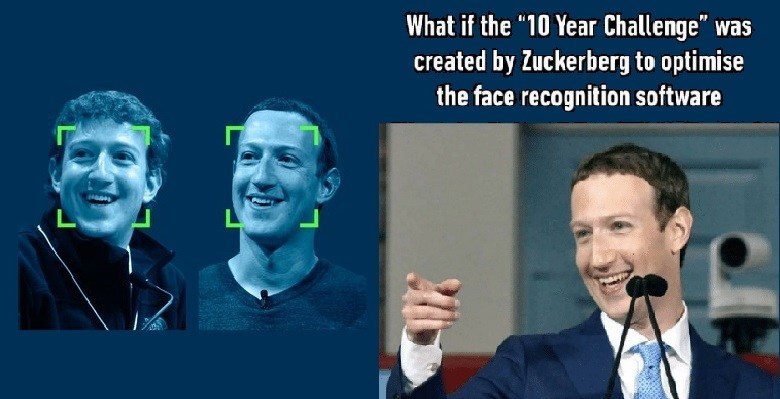 What if the “10 Year Challenge” was
created by Zuckerberg to optimise
the face recognition software